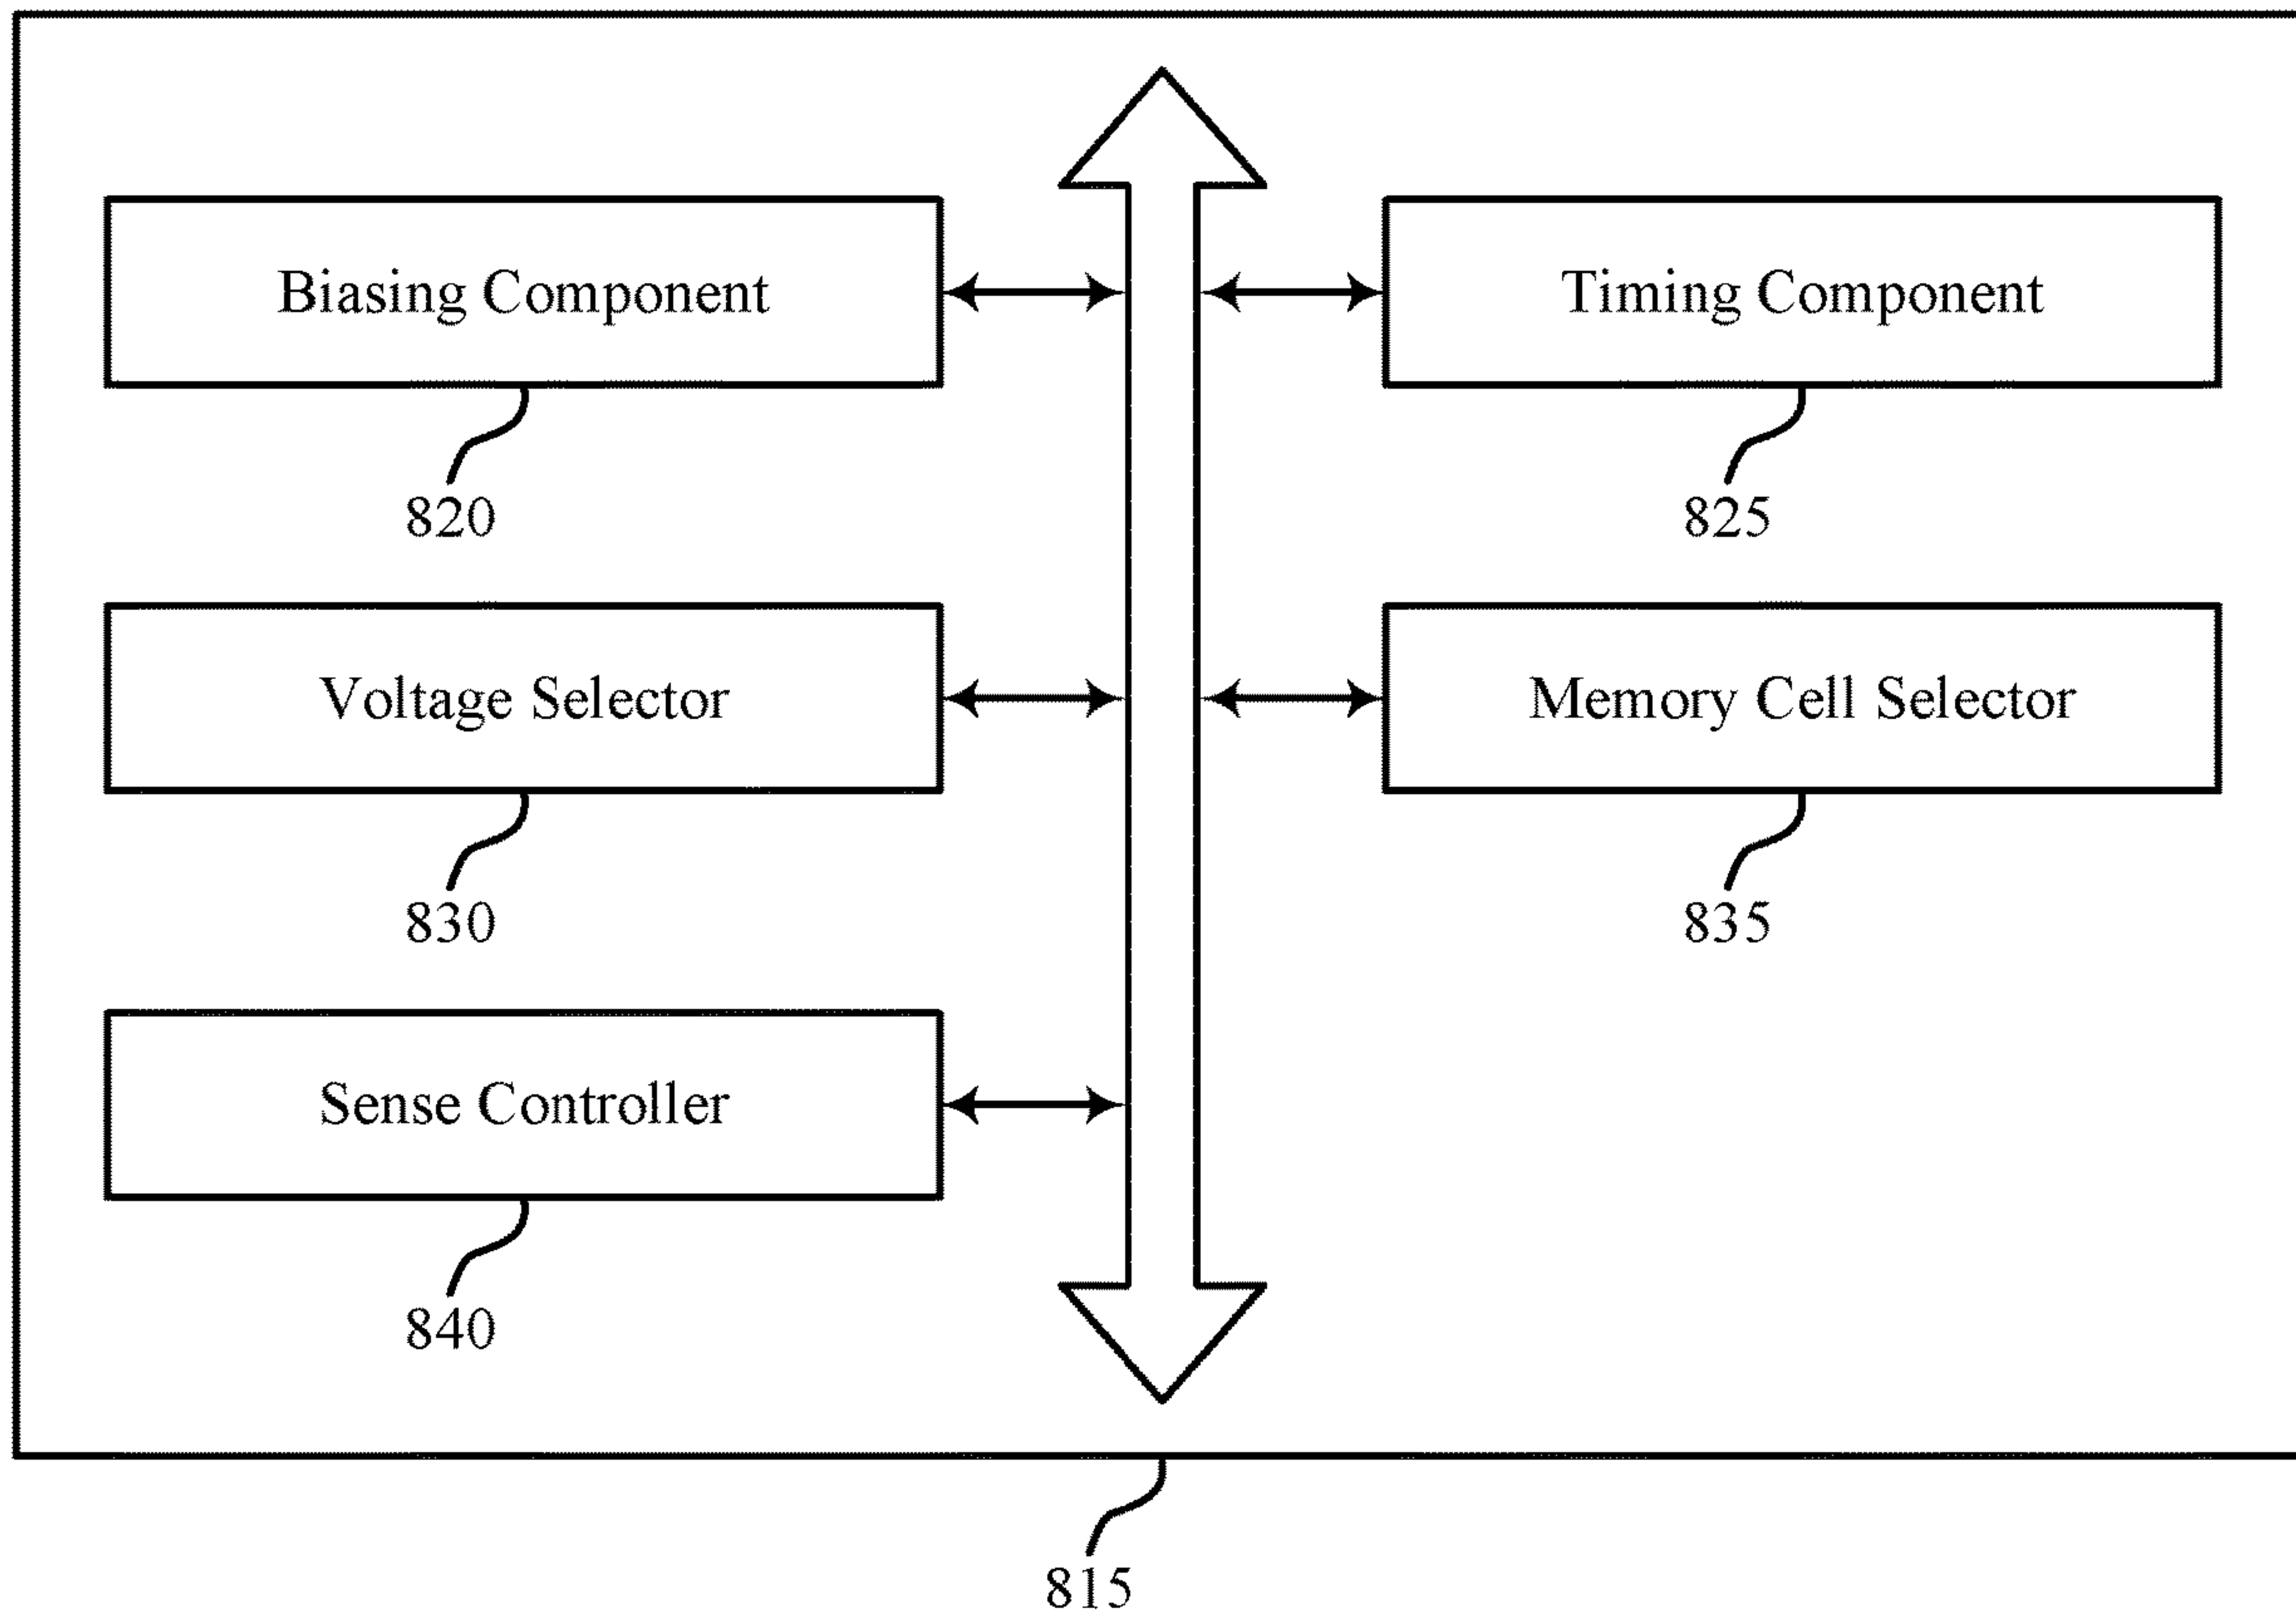 Biasing Component
Timing Component
820
825
Voltage Selector
Memory Cell Selector
830
835
Sense Controller
840
815